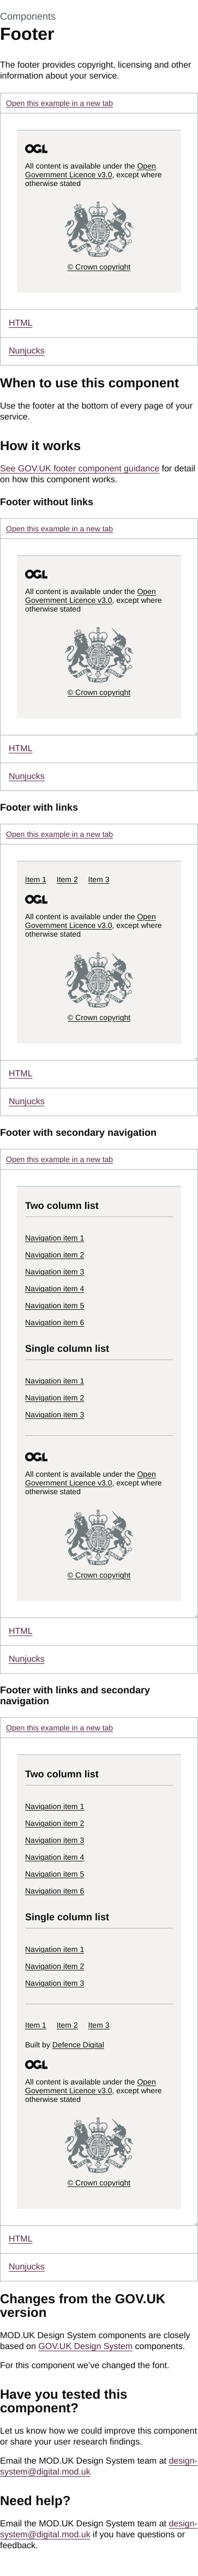 Components
Footer
The footer provides copyright, licensing and other
information about your service.
Open this example in a new tab
OGL
All content is available under the Open
Government Licence v3.0, except where
otherwise stated
© Crown copyright
HTML
Nunjucks
When to use this component
Use the footer at the bottom of every page of your
service.
How it works
See GOV.UK footer component guidance for detail
on how this component works.
Footer without links
Open this example in a new tab
OGL
All content is available under the Open
Government Licence v3.0, except where
otherwise stated
© Crown copyright
HTML
Nunjucks
Footer with links
Open this example in a new tab
Item 1 Item 2 Item 3
OGL
All content is available under the Open
Government Licence v3.0, except where
otherwise stated
© Crown copyright
HTML
Nunjucks
Footer with secondary navigation
Open this example in a new tab
Two column list
Navigation item 1
Navigation item 2
Navigation item 3
Navigation item 4
Navigation item 5
Navigation item 6
Single column list
Navigation item 1
Navigation item 2
Navigation item 3
OGL
All content is available under the Open
Government Licence v3.0, except where
otherwise stated
© Crown copyright
HTML
Nunjucks
Footer with links and secondary
navigation
Open this example in a new tab
Two column list
Navigation item 1
Navigation item 2
Navigation item 3
Navigation item 4
Navigation item 5
Navigation item 6
Single column list
Navigation item 1
Navigation item 2
Navigation item 3
Item 1 Item 2 Item 3
Built by Defence Digital
OGL
All content is available under the Open
Government Licence v3.0, except where
otherwise stated
© Crown copyright
HTML
Nunjucks
Changes from the GOV.UK
version
MOD.UK Design System components are closely
based on GOV.UK Design System components.
For this component we've changed the font.
Have you tested this
component?
Let us know how we could improve this component
or share your user research findings.
Email the MOD.UK Design System team at design-
system@digital.mod.uk
Need help?
Email the MOD.UK Design System team at design-
system@digital.mod.uk if you have questions or
feedback.